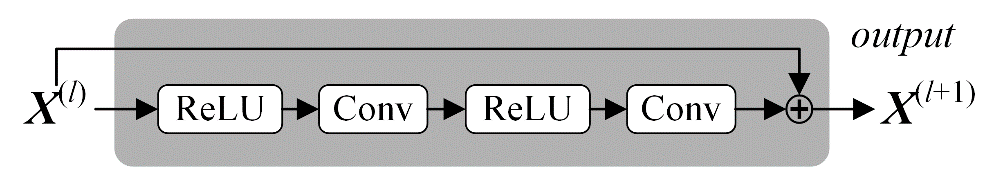 output
X(l) ReLU Conv ReLU Conv + X(l+1)